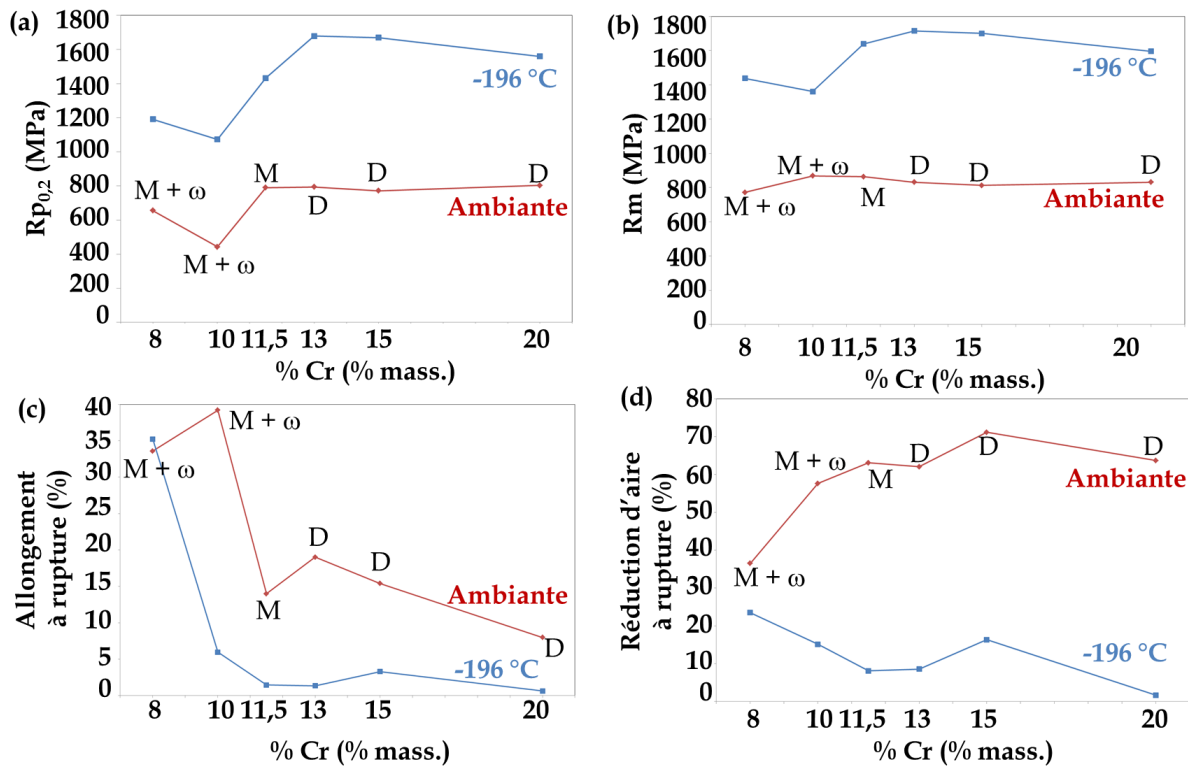 (a)
Rp0,2 (MPa)
1800
1600
1400
1200
1000
800
600
400
200
0
-196 °C
M + ω
M + ω
M
D
D
D
Ambiante
8
10
11,5
13
15
20
% Cr (% mass.)
(b)
Rm (MPa)
1800
1600
1400
1200
1000
800
600
400
200
0
-196 °C
M + ω
M + ω
M
D
D
D
Ambiante
8
10
11,5
13
15
20
% Cr (% mass.)
(c)
Allongement
à rupture (%)
40
35
30
25
20
15
10
5
0
M + ω
M + ω
M
D
D
D
Ambiante
-196 °C
8
10
11,5
13
15
20
% Cr (% mass.)
(d)
Réduction d'aire
à rupture (%)
80
70
60
50
40
30
20
10
0
M + ω
M + ω
M
D
D
D
Ambiante
-196 °C
8
10
11,5
13
15
20
% Cr (% mass.)